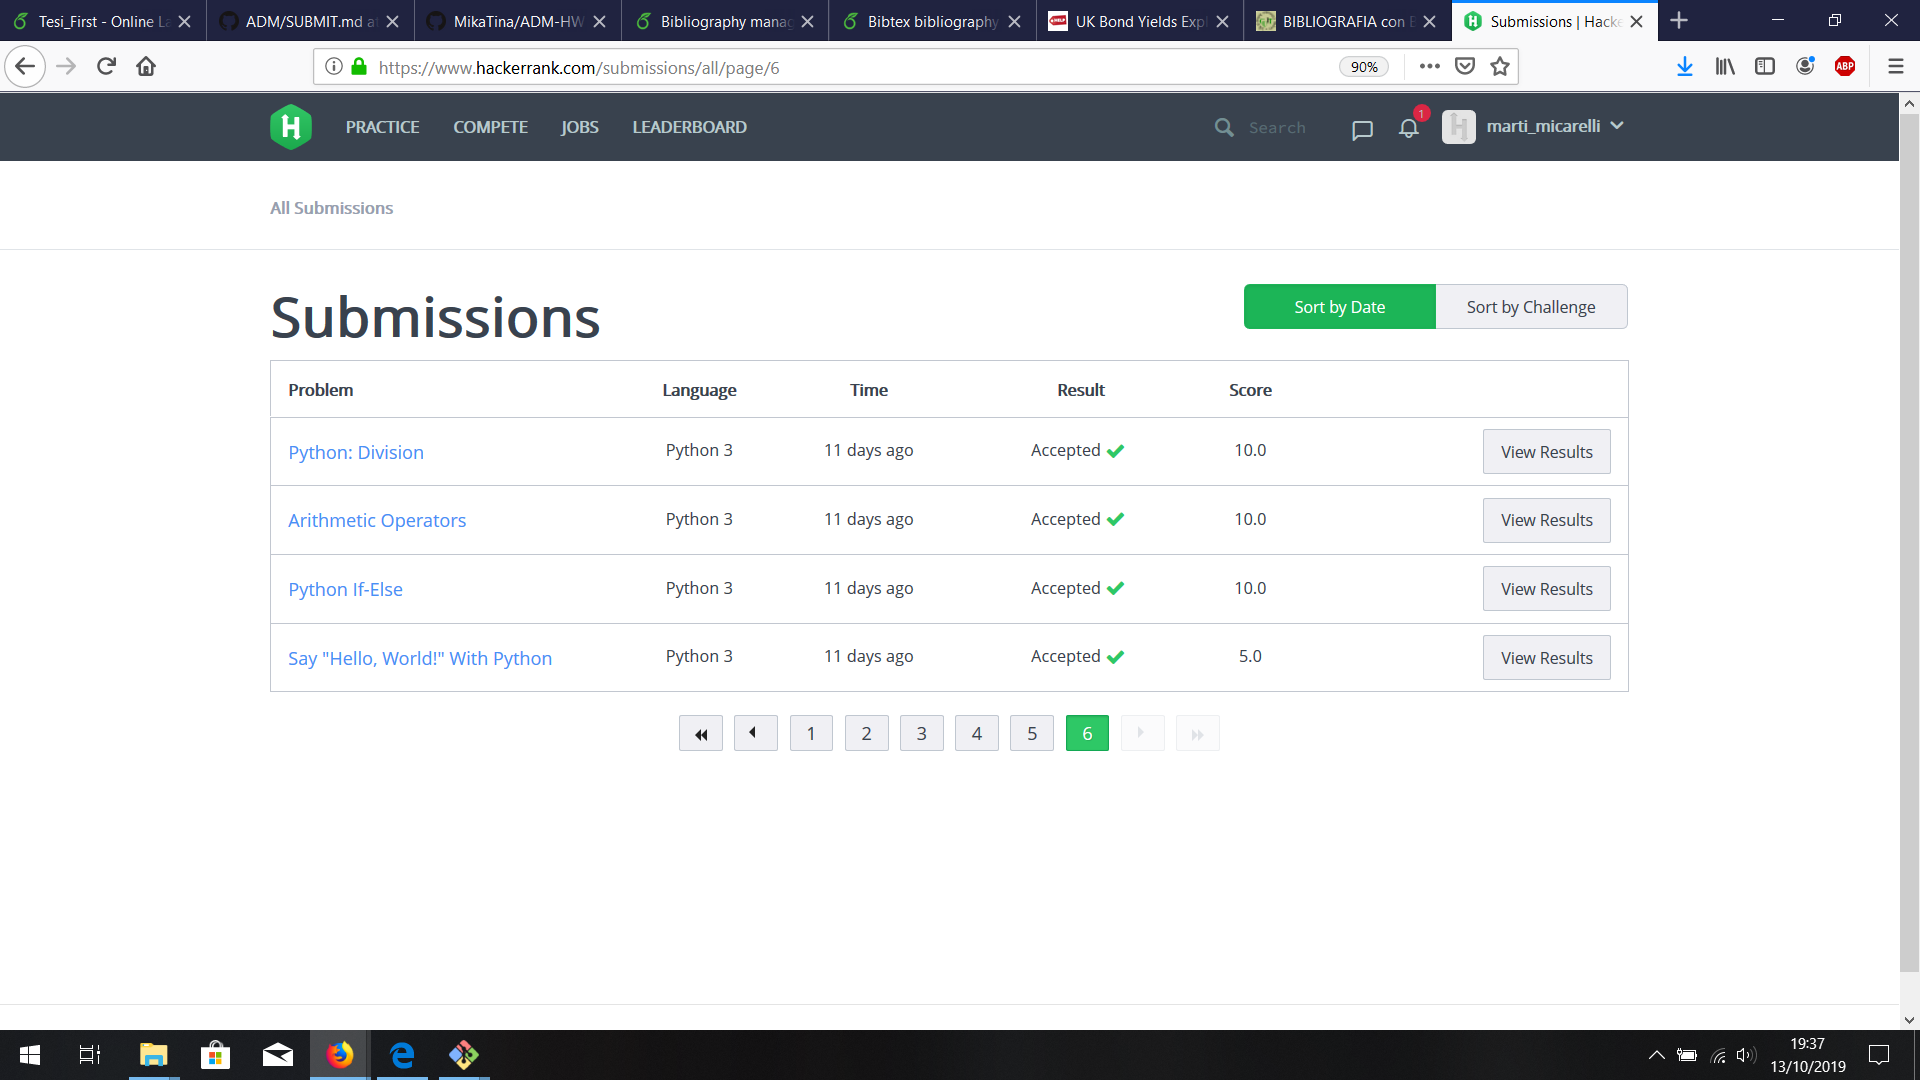 Tesi_First - Online La
ADM/SUBMIT.md at
MikaTina/ADM-HW
Bibliography manag
Bibtex bibliography
UK Bond Yields Expl
BIBLIOGRAFIA con B
Submissions | Hacke
https://www.hackerrank.com/submissions/all/page/6
90%
ABP
H
PRACTICE
COMPETE
JOBS
LEADERBOARD
Search
1
marti_micarelli
All Submissions
Submissions
Sort by Date
Sort by Challenge
Problem Language Time Result Score
Python: Division Python 3 11 days ago Accepted 10.0 View Results
Arithmetic Operators Python 3 11 days ago Accepted 10.0 View Results
Python If-Else Python 3 11 days ago Accepted 10.0 View Results
Say "Hello, World!" With Python Python 3 11 days ago Accepted 5.0 View Results
1 2 3 4 5 6
19:37
13/10/2019